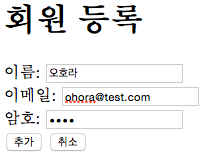 회원 등록
이름: 오호라
이메일: ohora@test.com
암호: ••••
추가 취소